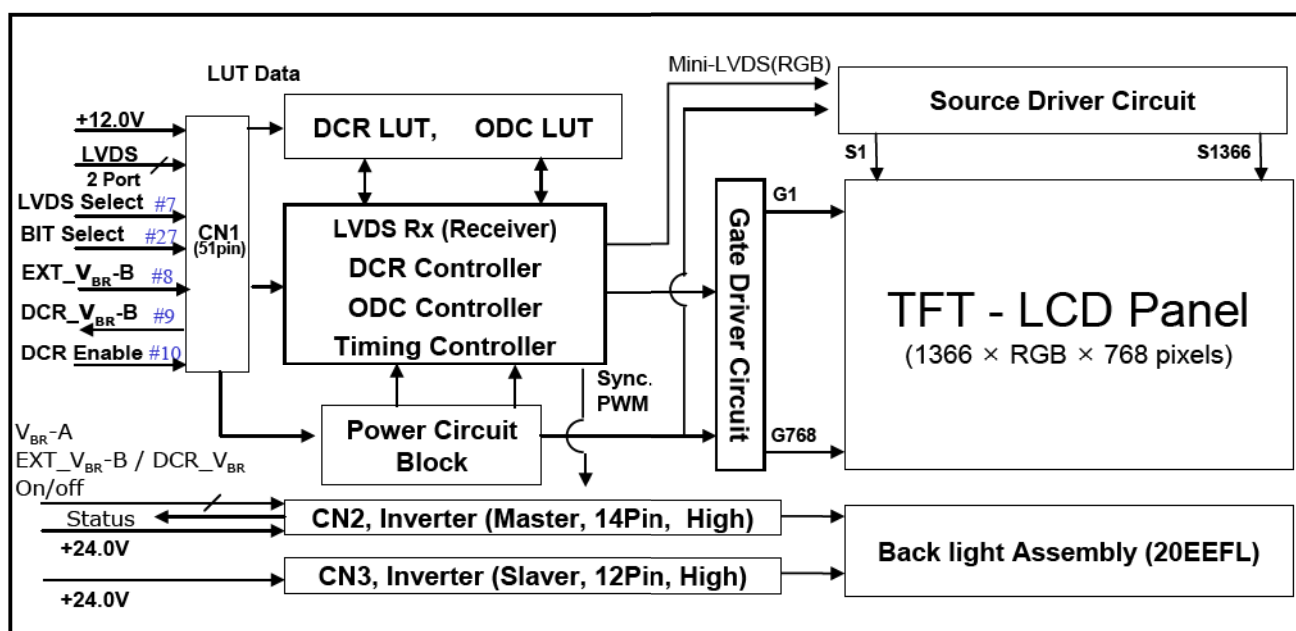 LUT Data
Mini-LVDS(RGB)
Source Driver Circuit
+12.0V
DCR LUT, ODC LUT
LVDS
2 Port
S1
S1366
LVDS Select #7
CN1
(51pin)
BIT Select #27
EXT_VBR-B #8
DCR_VBR-B #9
DCR Enable #10
LVDS Rx (Receiver)
DCR Controller
ODC Controller
Timing Controller
G1
Gate Driver Circuit
G768
TFT - LCD Panel
(1366 × RGB × 768 pixels)
Sync.
PWM
Power Circuit
Block
VBR-A
EXT_VBR-B / DCR_VBR
On/off
Status
+24.0V
CN2, Inverter (Master, 14Pin, High)
Back light Assembly (20EEFL)
CN3, Inverter (Slaver, 12Pin, High)
+24.0V